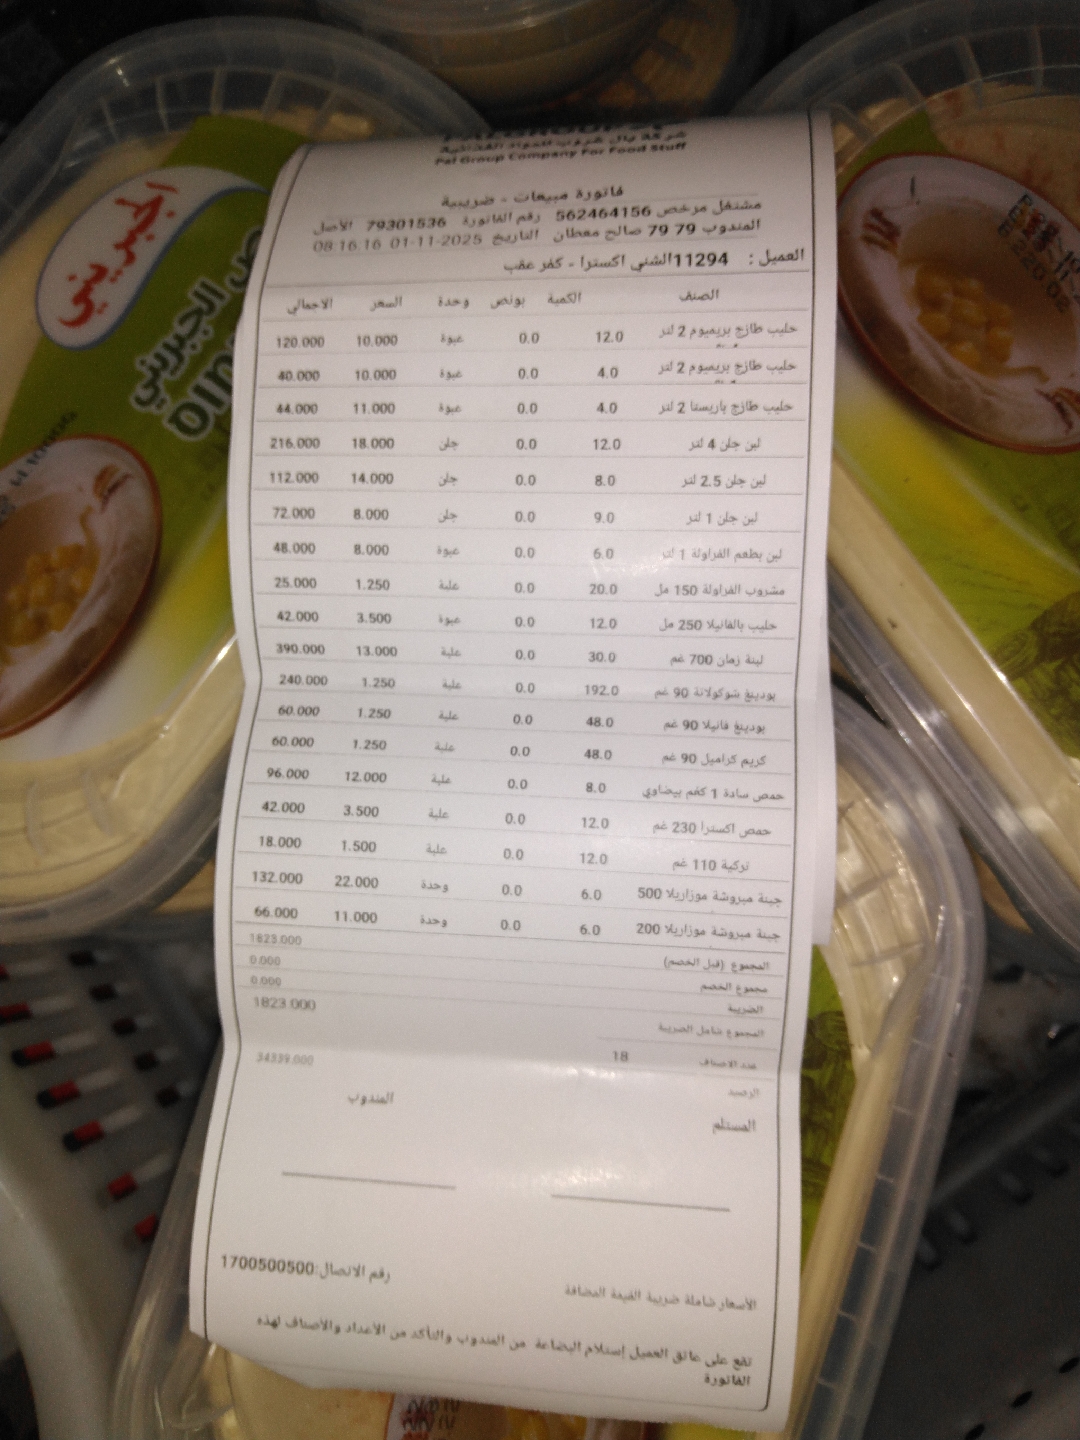 شركة بال جروب للمواد الغذائية
Pal Group Company For Food Stuff
فاتورة مبيعات - ضريبية
مشتغل مرخص 562464156 رقم الفاتورة 79301536 الأصل
المندوب 79 79 صالح معطان التاريخ 2025-11-01 08:16:16
العميل : 11294الشني اكسترا - كفر عقب
الصنف الكمية بونص وحدة السعر الاجمالي
حليب طازج بريميوم 2 لتر 12.0 0.0 عبوة 10.000 120.000
حليب طازج بريميوم 2 لتر 4.0 0.0 عبوة 10.000 40.000
حليب طازج باريستا 2 لتر 4.0 0.0 عبوة 11.000 44.000
لبن جلن 4 لتر 12.0 0.0 جلن 18.000 216.000
لبن جلن 2.5 لتر 8.0 0.0 جلن 14.000 112.000
لبن جلن 1 لتر 9.0 0.0 جلن 8.000 72.000
لبن بطعم الفراولة 1 لتر 6.0 0.0 عبوة 8.000 48.000
مشروب الفراولة 150 مل 20.0 0.0 علبة 1.250 25.000
حليب بالفانيلا 250 مل 12.0 0.0 عبوة 3.500 42.000
لبنة زمان 700 غم 30.0 0.0 علبة 13.000 390.000
بودينغ شوكولاتة 90 غم 192.0 0.0 علبة 1.250 240.000
بودينغ فانيلا 90 غم 48.0 0.0 علبة 1.250 60.000
كريم كراميل 90 غم 48.0 0.0 علبة 1.250 60.000
حمص سادة 1 كغم بيضاوي 8.0 0.0 علبة 12.000 96.000
حمص اكسترا 230 غم 12.0 0.0 علبة 3.500 42.000
تركية 110 غم 12.0 0.0 علبة 1.500 18.000
جبنة مبروشة موزاريلا 500 6.0 0.0 وحدة 22.000 132.000
جبنة مبروشة موزاريلا 200 6.0 0.0 وحدة 11.000 66.000
المجموع (قبل الخصم) 1823.000
مجموع الخصم 0.000
الضريبة 0.000
المجموع شامل الضريبة 1823.000
عدد الاصناف 18
الرصيد 34339.000
المستلم المندوب
رقم الاتصال:1700500500
الأسعار شاملة ضريبة القيمة المضافة
تقع على عاتق العميل إستلام البضاعة من المندوب والتأكد من الأعداد والأصناف لهذه
الفاتورة
الجبريني
الجبريني